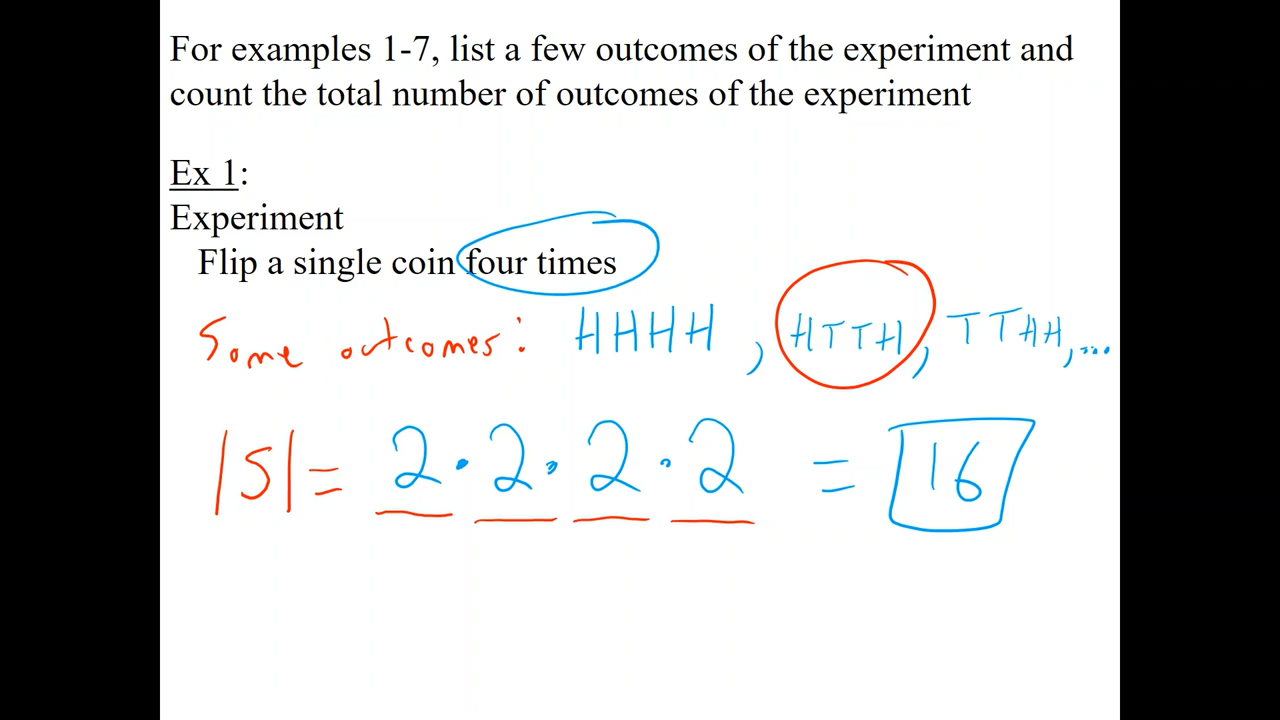 For examples 1-7, list a few outcomes of the experiment and
count the total number of outcomes of the experiment
Ex 1:
Experiment
Flip a single coin four times
Some outcomes: HHHH, HTTH, TTHH, ...
|S| = 2 · 2 · 2 · 2 = 16